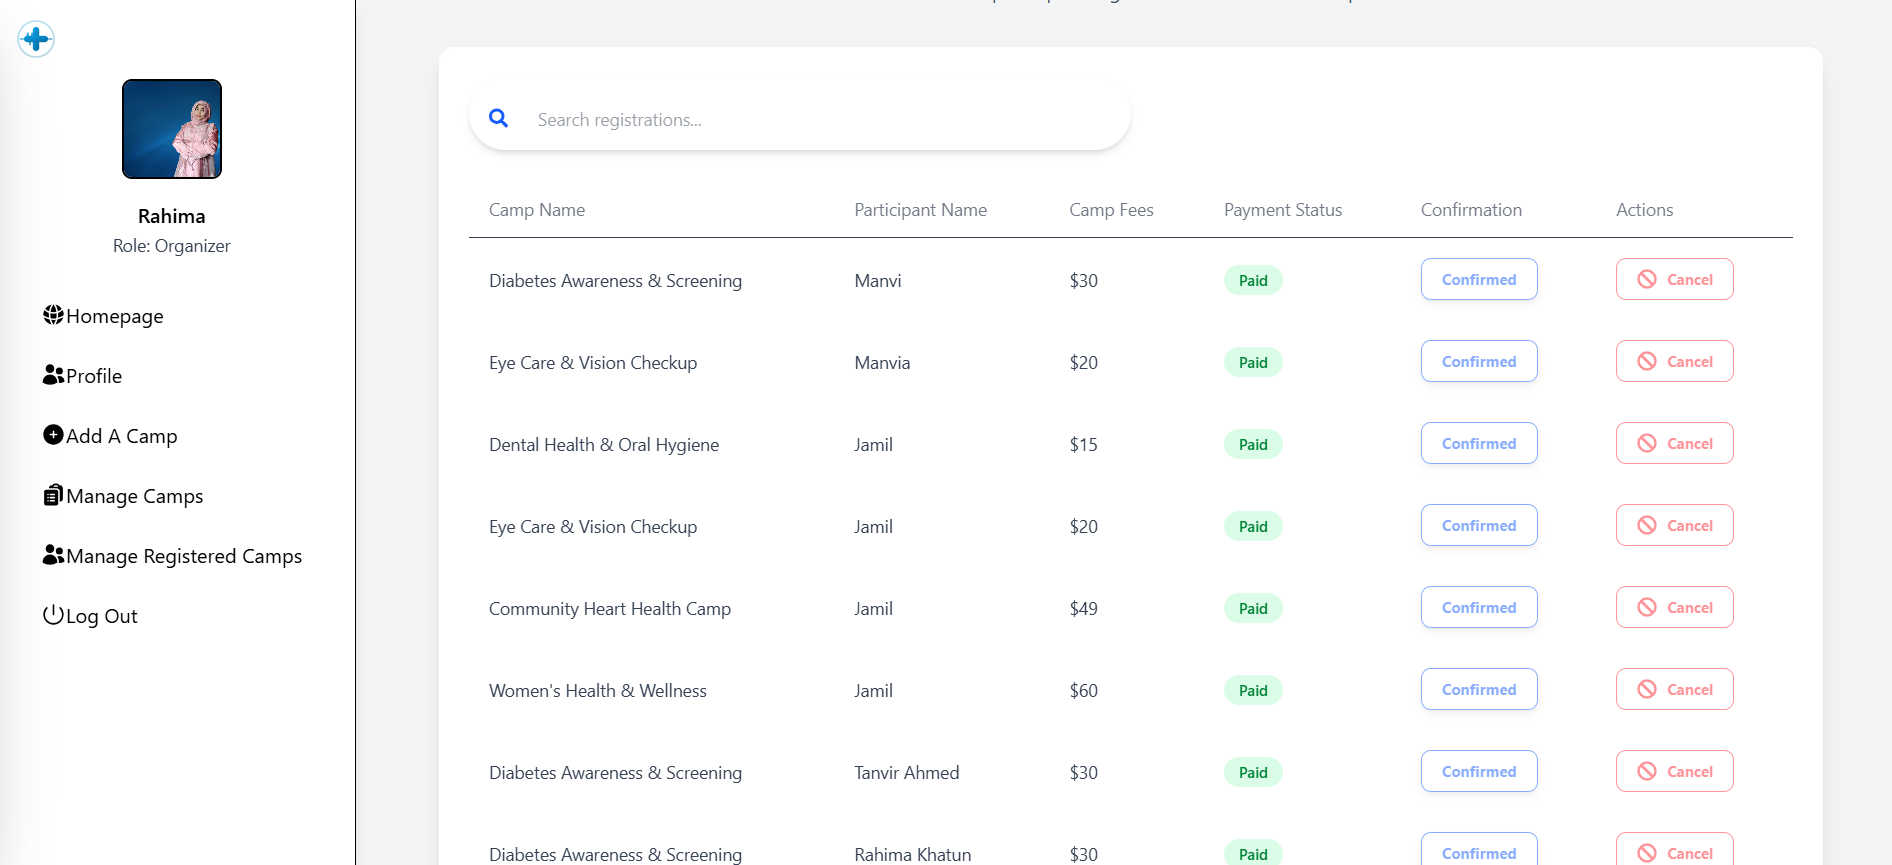 Rahima
Role: Organizer
Homepage
Profile
Add A Camp
Manage Camps
Manage Registered Camps
Log Out
Search registrations...
Camp Name Participant Name Camp Fees Payment Status Confirmation Actions
Diabetes Awareness & Screening Manvi $30 Paid Confirmed Cancel
Eye Care & Vision Checkup Manvia $20 Paid Confirmed Cancel
Dental Health & Oral Hygiene Jamil $15 Paid Confirmed Cancel
Eye Care & Vision Checkup Jamil $20 Paid Confirmed Cancel
Community Heart Health Camp Jamil $49 Paid Confirmed Cancel
Women's Health & Wellness Jamil $60 Paid Confirmed Cancel
Diabetes Awareness & Screening Tanvir Ahmed $30 Paid Confirmed Cancel
Diabetes Awareness & Screening Rahima Khatun $30 Paid Confirmed Cancel